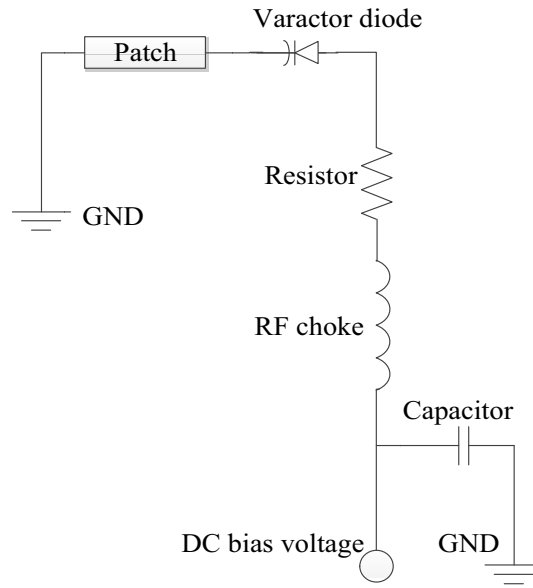 Varactor diode
Patch
Resistor
GND
RF choke
Capacitor
DC bias voltage
GND